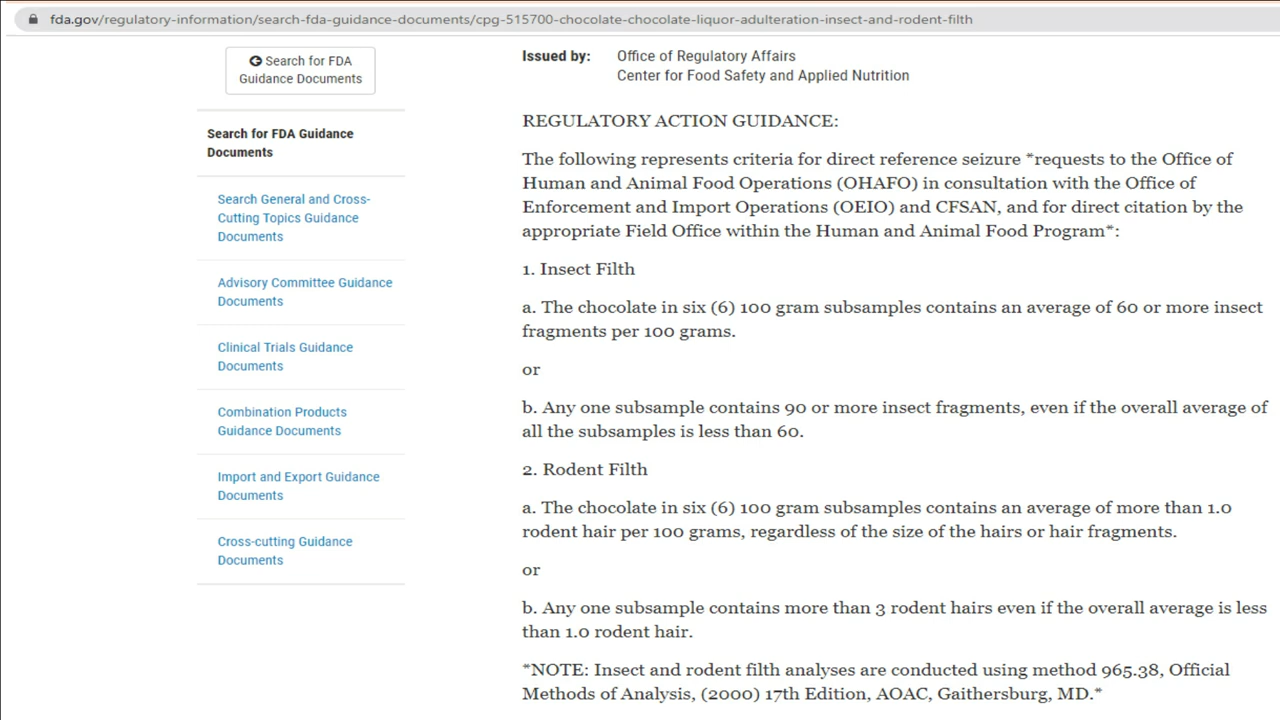 fda.gov/regulatory-information/search-fda-guidance-documents/cpg-515700-chocolate-chocolate-liquor-adulteration-insect-and-rodent-filth
Search for FDA
Guidance Documents
Search for FDA Guidance
Documents
Search General and Cross-
Cutting Topics Guidance
Documents
Advisory Committee Guidance
Documents
Clinical Trials Guidance
Documents
Combination Products
Guidance Documents
Import and Export Guidance
Documents
Cross-cutting Guidance
Documents
Issued by: Office of Regulatory Affairs
Center for Food Safety and Applied Nutrition
REGULATORY ACTION GUIDANCE:
The following represents criteria for direct reference seizure *requests to the Office of
Human and Animal Food Operations (OHAFO) in consultation with the Office of
Enforcement and Import Operations (OEIO) and CFSAN, and for direct citation by the
appropriate Field Office within the Human and Animal Food Program*:
1. Insect Filth
a. The chocolate in six (6) 100 gram subsamples contains an average of 60 or more insect
fragments per 100 grams.
or
b. Any one subsample contains 90 or more insect fragments, even if the overall average of
all the subsamples is less than 60.
2. Rodent Filth
a. The chocolate in six (6) 100 gram subsamples contains an average of more than 1.0
rodent hair per 100 grams, regardless of the size of the hairs or hair fragments.
or
b. Any one subsample contains more than 3 rodent hairs even if the overall average is less
than 1.0 rodent hair.
*NOTE: Insect and rodent filth analyses are conducted using method 965.38, Official
Methods of Analysis, (2000) 17th Edition, AOAC, Gaithersburg, MD.*